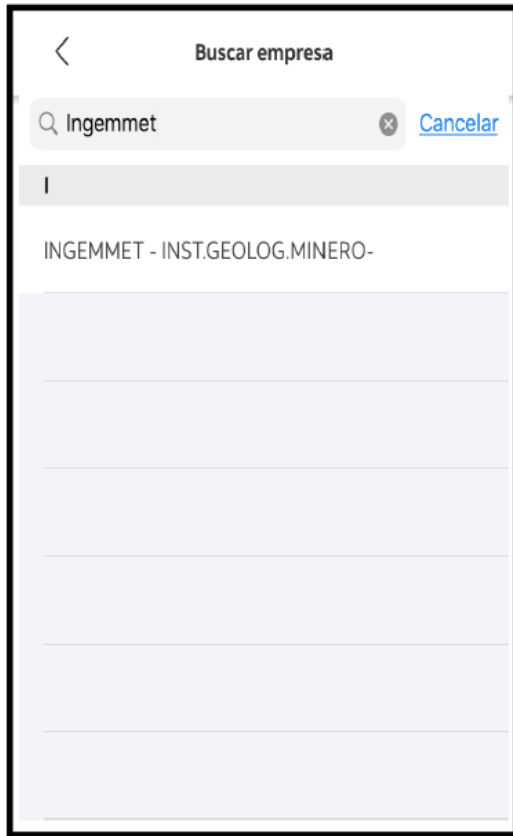 Buscar empresa
Ingemmet Cancelar
I
INGEMMET - INST.GEOLOG.MINERO-